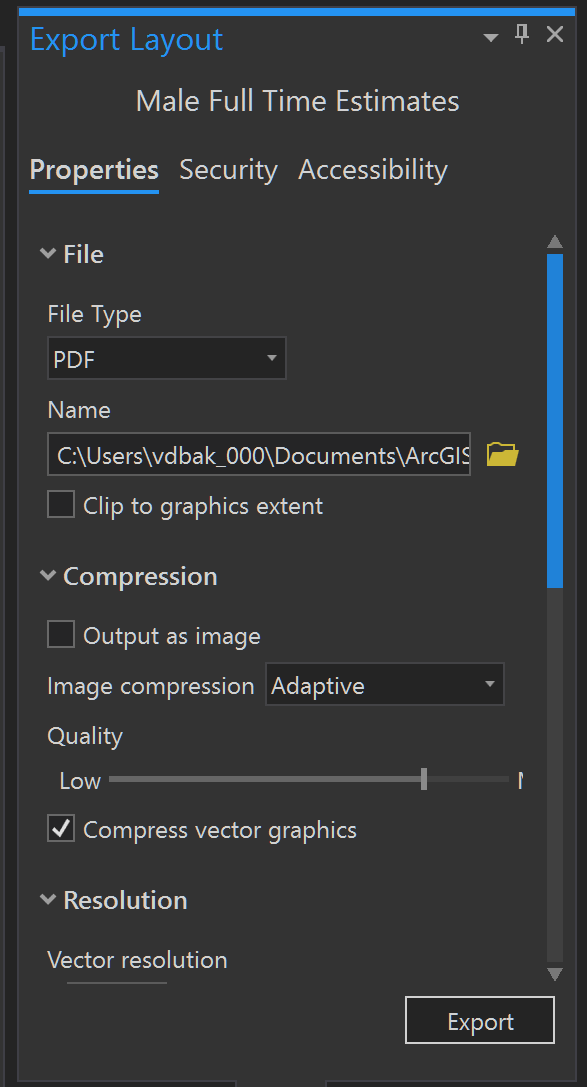 Export Layout
Male Full Time Estimates
Properties Security Accessibility
File
File Type
PDF
Name
C:\Users\vdbak_000\Documents\ArcGIS
Clip to graphics extent
Compression
Output as image
Image compression Adaptive
Quality
Low
Compress vector graphics
Resolution
Vector resolution
Export